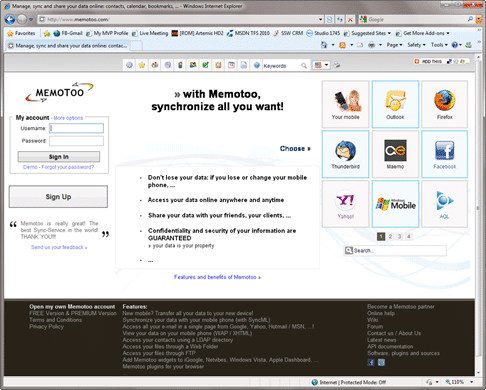 Manage, sync and share your data online: contacts, calendar, bookmarks, ... - Windows Internet Explorer
http://www.memotoo.com/
Google
Favorites FB-Gmail My MVP Profile Live Meeting [ROM] Artemis HD2 MSDN TFS 2010 SSW CRM Studio 1745 Suggested Sites Get More Add-ons
Manage, sync and share your data online: contac...
Page Safety Tools
Keywords
ADD THIS
MEMOTOO
» with Memotoo,
synchronize all you want!
My account - More options
Username:
Password:
Sign In
Demo - Forgot your password?
Sign Up
Memotoo is really great! The
best Sync-Service in the world!
THANK YOU!!!
Send us your feedback »
Choose »
- Don't lose your data: if you lose or change your mobile
phone, ...
- Access your data online anywhere and anytime
- Share your data with your friends, your clients, ...
- Confidentiality and security of your information are
GUARANTEED
» your data is your property
- ...
Features and benefits of Memotoo »
Your mobile Outlook Firefox
Thunderbird Maemo Facebook
Yahoo! Windows Mobile AOL
1 2 3 4
Search...
Open my own Memotoo account
FREE Version & PREMIUM Version
Terms and Conditions
Privacy Policy
Features:
New mobile? Transfer all your data to your new device!
Synchronize your data with your mobile phone (with SyncML)
Access all your e-mail in a single page from Google, Yahoo, Hotmail / MSN, ...!
View your data on your mobile phone (WAP / XHTML)
Access your contacts using a LDAP directory
Access your files through a Web Folder
Access your files through FTP
Add Memotoo widgets to iGoogle, Netvibes, Windows Vista, Apple Dashboard, ...
Memotoo plugins for your browser
Become a Memotoo partner
Online help
Wiki
Forum
Contact us / About Us
Latest news
API documentation
Software, plugins and sources
Internet | Protected Mode: Off
110%